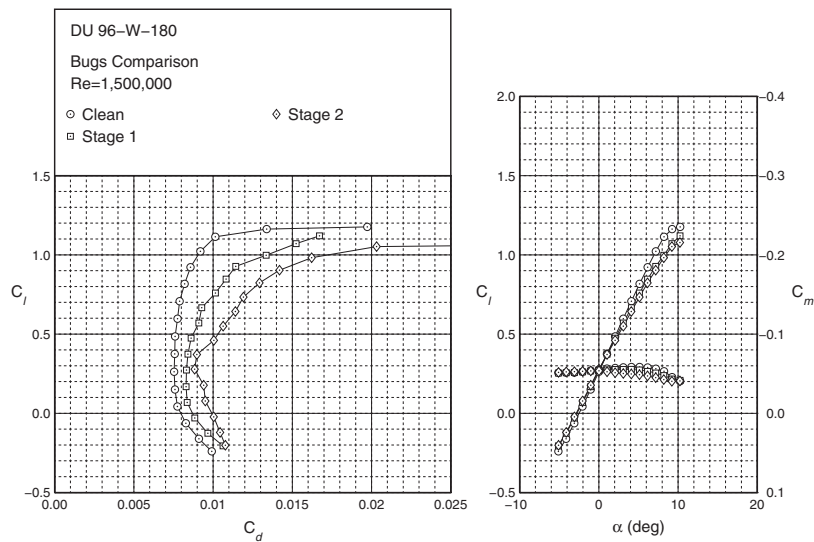 DU 96–W–180
Bugs Comparison
Re=1,500,000
Clean
Stage 2
Stage 1
1.5
1.0
0.5
0.0
−0.5
C_l
0.00
0.005
0.010
0.015
0.020
0.025
C_d
2.0
1.5
1.0
0.5
0.0
−0.5
C_l
−0.4
−0.3
−0.2
−0.1
0.0
0.1
C_m
−10
0
10
20
α (deg)